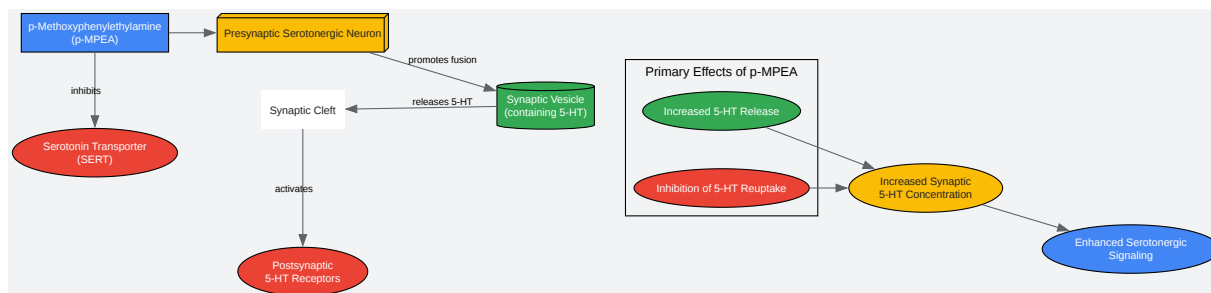 p-Methoxyphenylethylamine
(p-MPEA)
Presynaptic Serotonergic Neuron
promotes fusion
inhibits
Synaptic Vesicle
(containing 5-HT)
releases 5-HT
Synaptic Cleft
Serotonin Transporter
(SERT)
activates
Postsynaptic
5-HT Receptors
Primary Effects of p-MPEA
Increased 5-HT Release
Inhibition of 5-HT Reuptake
Increased Synaptic
5-HT Concentration
Enhanced Serotonergic
Signaling